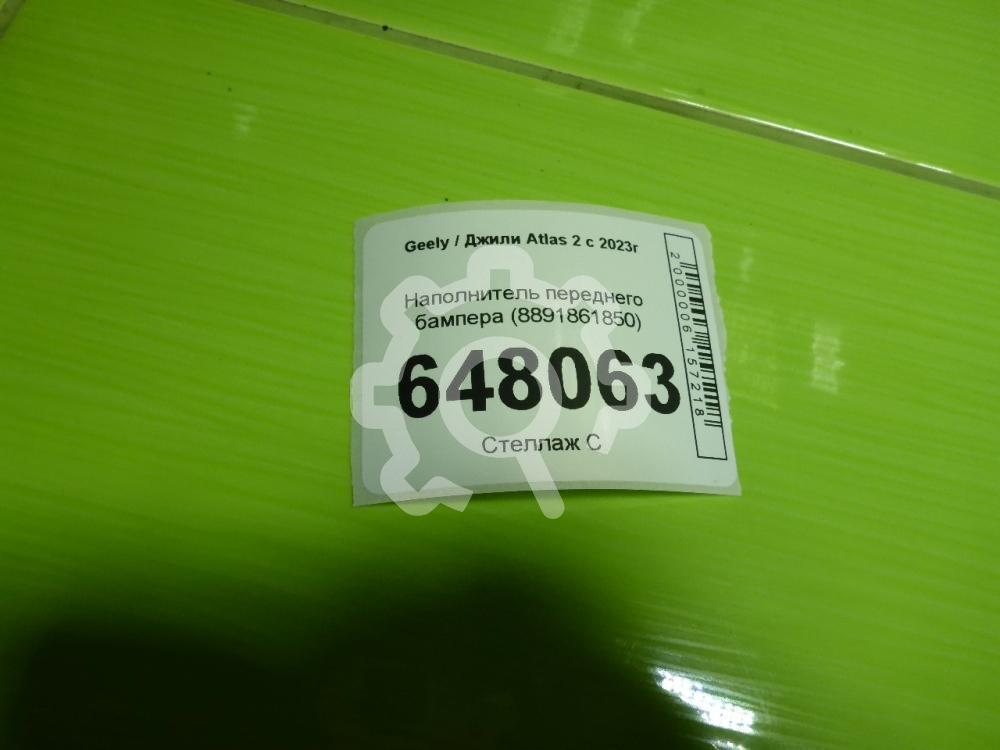 Geely / Джили Atlas 2 с 2023г
Наполнитель переднего
бампера (8891861850)
648063
Стеллаж С
2000006157218